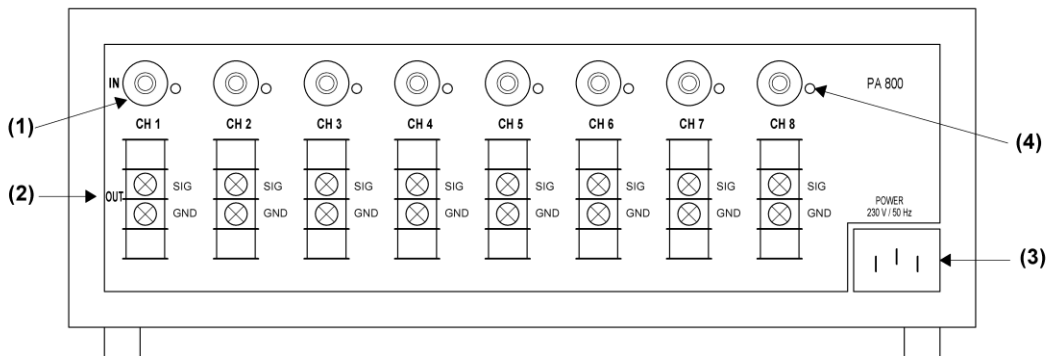 IN
PA 800
(1)
CH 1 CH 2 CH 3 CH 4 CH 5 CH 6 CH 7 CH 8
(4)
SIG SIG SIG SIG SIG SIG SIG SIG
(2)
OUT
GND GND GND GND GND GND GND GND
POWER
230 V / 50 Hz
(3)